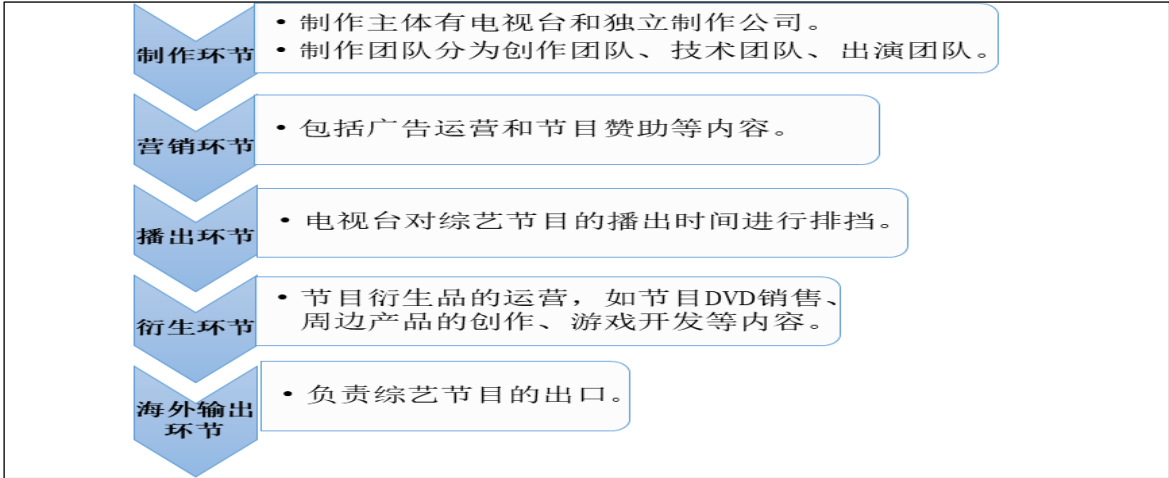 制作环节
• 制作主体有电视台和独立制作公司。
• 制作团队分为创作团队、技术团队、出演团队。
营销环节
• 包括广告运营和节目赞助等内容。
播出环节
• 电视台对综艺节目的播出时间进行排挡。
衍生环节
• 节目衍生品的运营，如节目DVD销售、
周边产品的创作、游戏开发等内容。
海外输出
环节
• 负责综艺节目的出口。